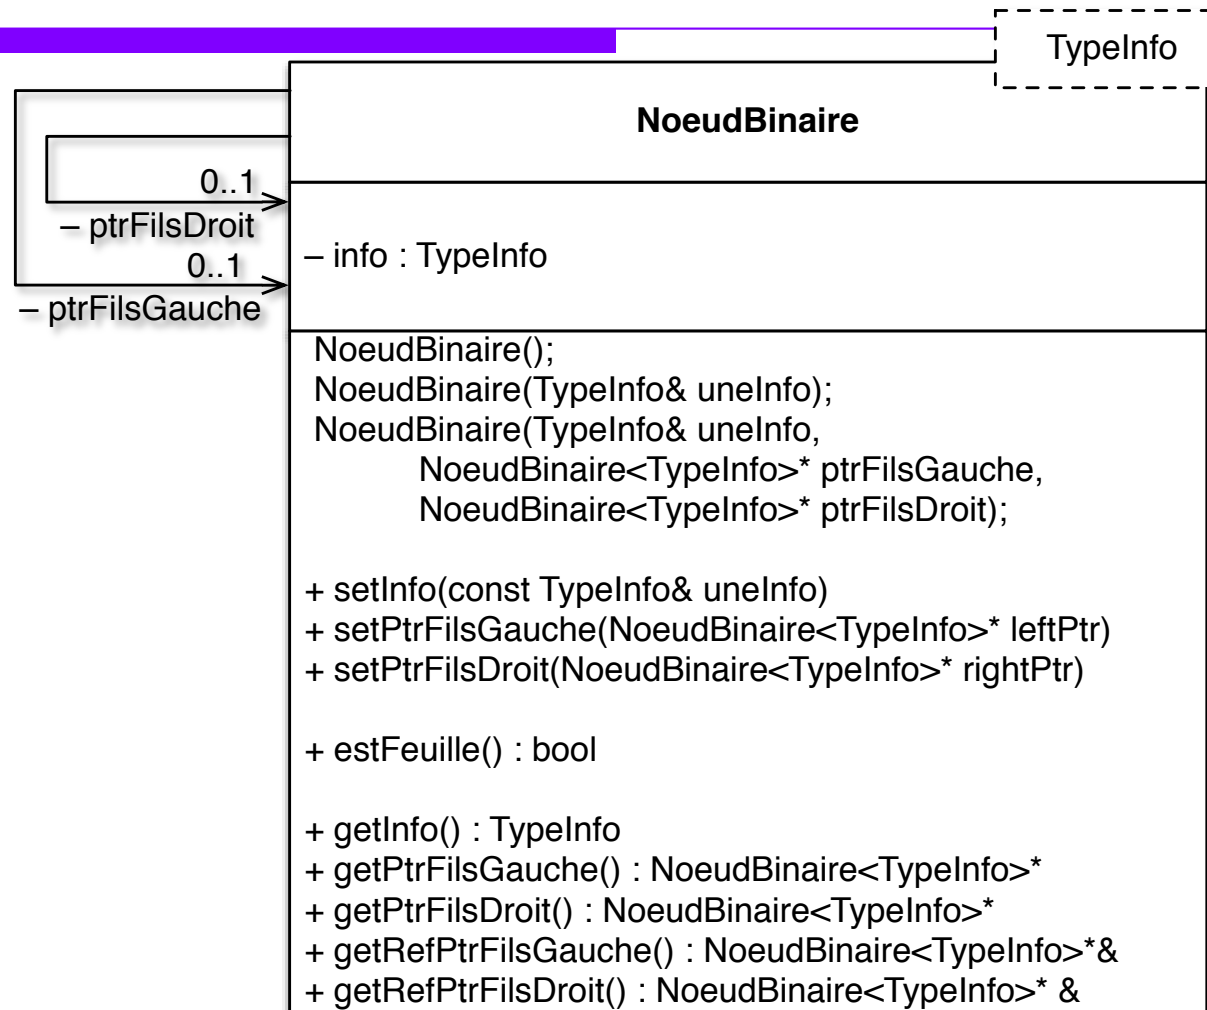 TypeInfo
NoeudBinaire
0..1
– ptrFilsDroit
0..1
– ptrFilsGauche
– info : TypeInfo
NoeudBinaire();
NoeudBinaire(TypeInfo& uneInfo);
NoeudBinaire(TypeInfo& uneInfo,
NoeudBinaire<TypeInfo>* ptrFilsGauche,
NoeudBinaire<TypeInfo>* ptrFilsDroit);
+ setInfo(const TypeInfo& uneInfo)
+ setPtrFilsGauche(NoeudBinaire<TypeInfo>* leftPtr)
+ setPtrFilsDroit(NoeudBinaire<TypeInfo>* rightPtr)
+ estFeuille() : bool
+ getInfo() : TypeInfo
+ getPtrFilsGauche() : NoeudBinaire<TypeInfo>*
+ getPtrFilsDroit() : NoeudBinaire<TypeInfo>*
+ getRefPtrFilsGauche() : NoeudBinaire<TypeInfo>*&
+ getRefPtrFilsDroit() : NoeudBinaire<TypeInfo>* &